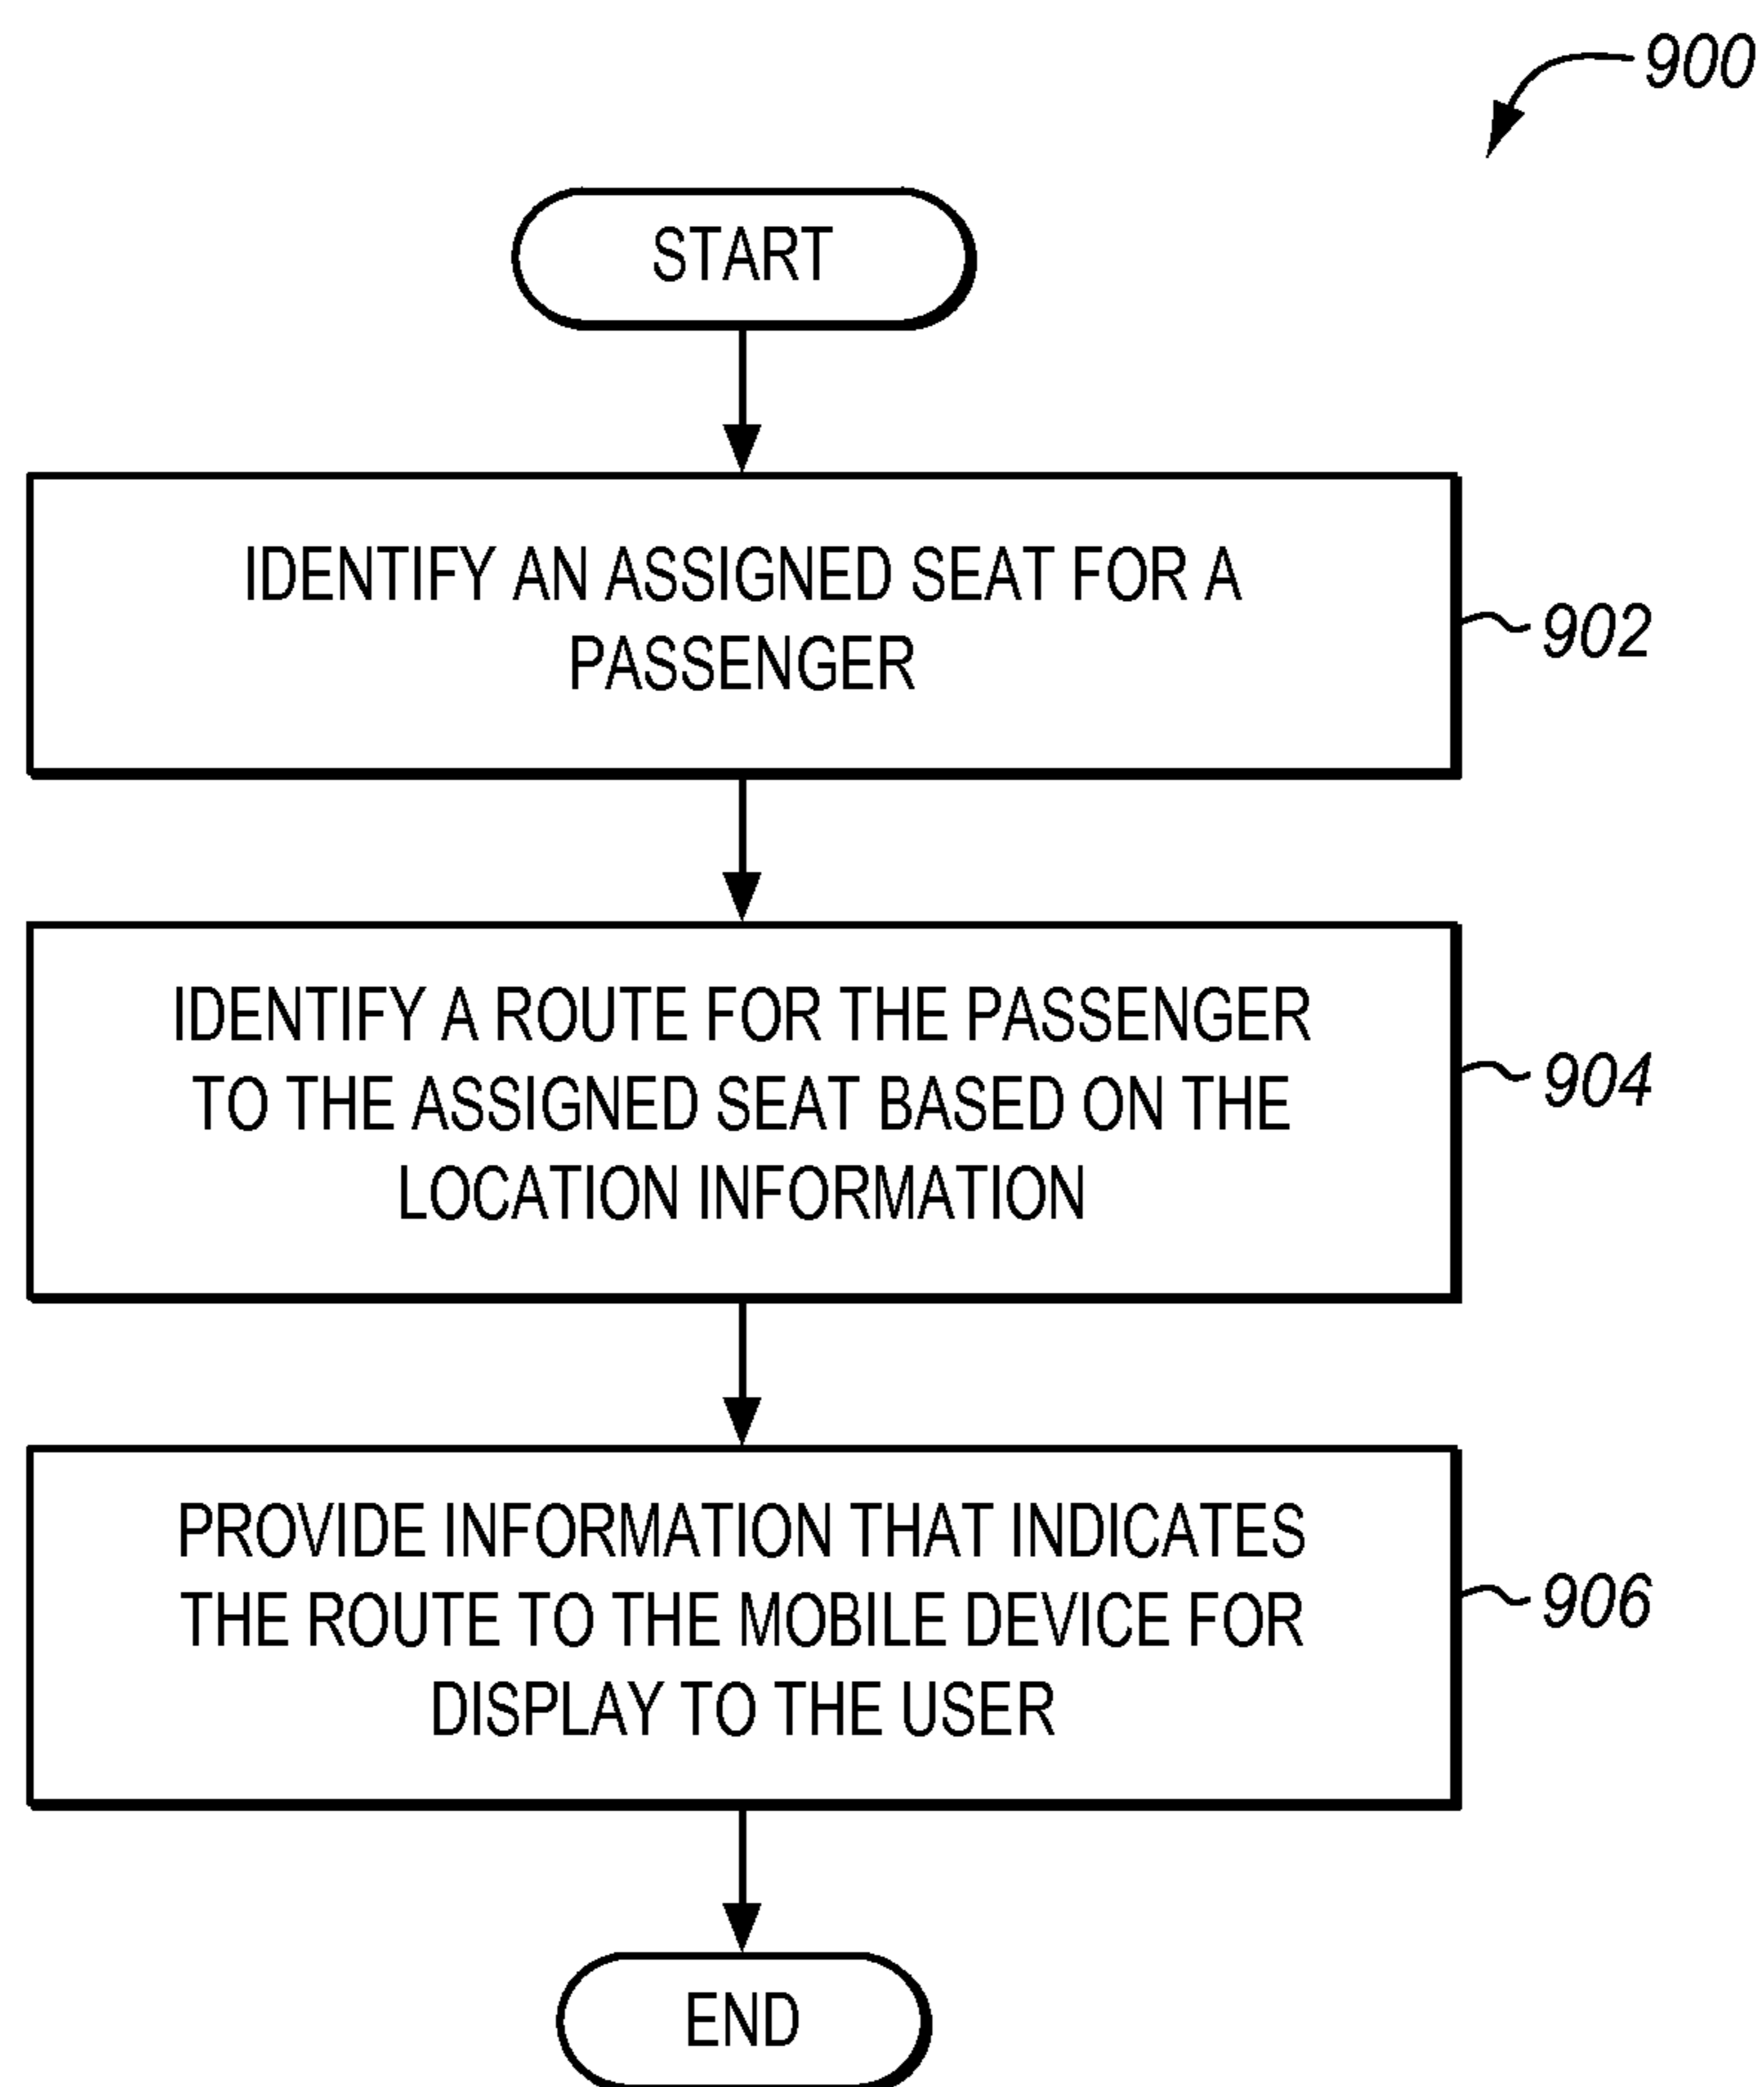 900
START
IDENTIFY AN ASSIGNED SEAT FOR A
PASSENGER
902
IDENTIFY A ROUTE FOR THE PASSENGER
TO THE ASSIGNED SEAT BASED ON THE
LOCATION INFORMATION
904
PROVIDE INFORMATION THAT INDICATES
THE ROUTE TO THE MOBILE DEVICE FOR
DISPLAY TO THE USER
906
END